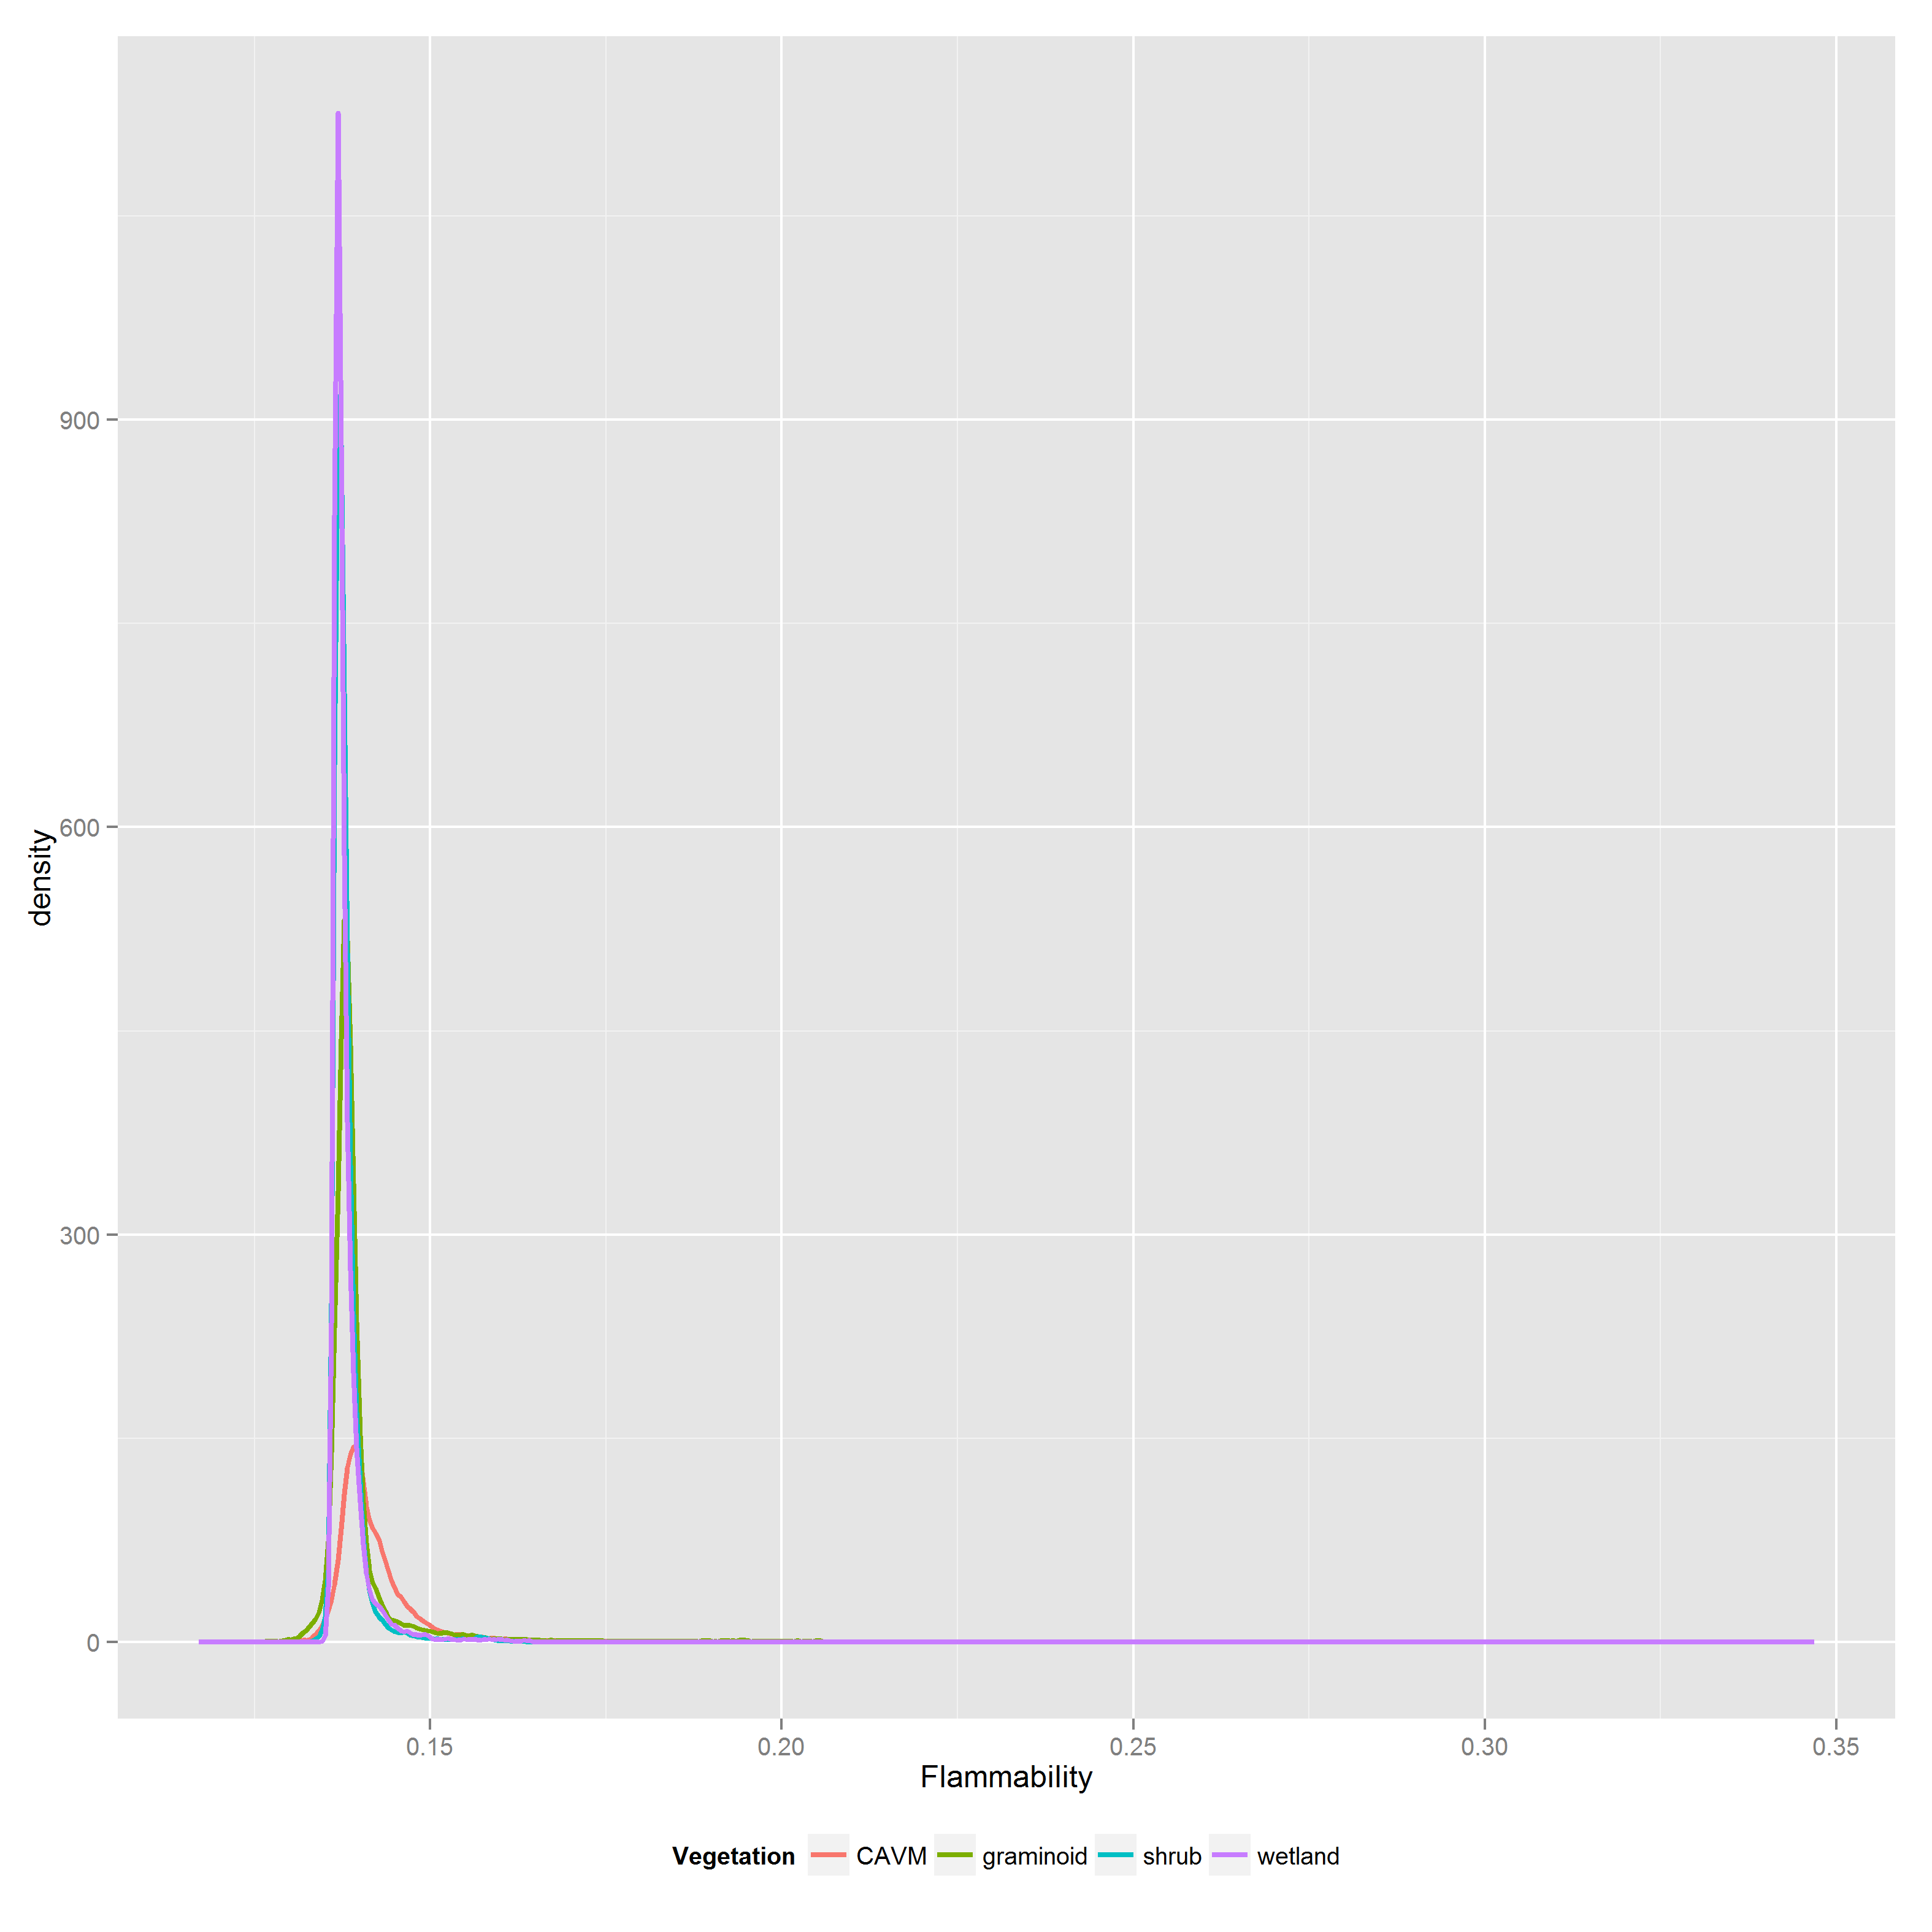 density
900
600
300
0
0.15 0.20 0.25 0.30 0.35
Flammability
Vegetation CAVM graminoid shrub wetland